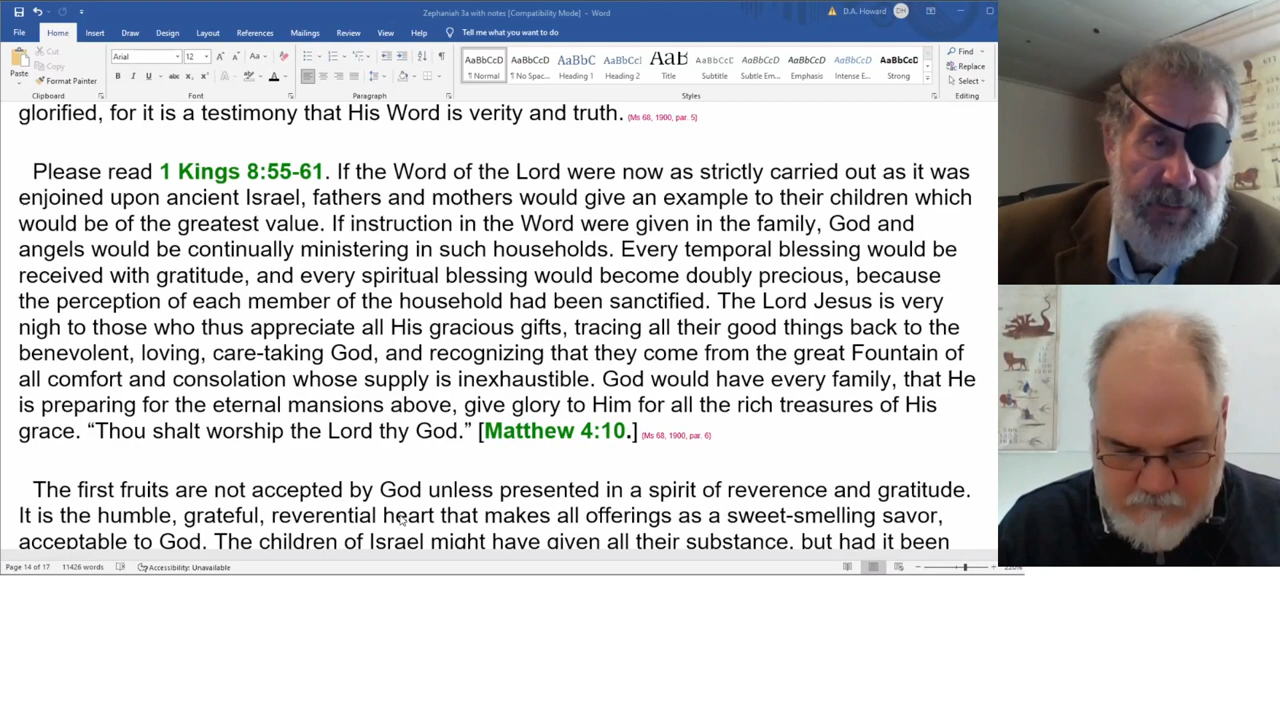 Zephaniah 3a with notes [Compatibility Mode] - Word
D.A. Howard DH
File Home Insert Draw Design Layout References Mailings Review View Help Tell me what you want to do
Paste
Cut
Copy
Format Painter
Clipboard
Arial 12
Font
Paragraph
AaBbCcD AaBbCcD AaBbC AaBbCcI AaB AaBbCcD AaBbCcD AaBbCcD AaBbCcD AaBbCcD
¶ Normal ¶ No Spac... Heading 1 Heading 2 Title Subtitle Subtle Em... Emphasis Intense E... Strong
Styles
Find
Replace
Select
Editing
glorified, for it is a testimony that His Word is verity and truth. (Ms 68, 1900, par. 5)
Please read 1 Kings 8:55-61. If the Word of the Lord were now as strictly carried out as it was
enjoined upon ancient Israel, fathers and mothers would give an example to their children which
would be of the greatest value. If instruction in the Word were given in the family, God and
angels would be continually ministering in such households. Every temporal blessing would be
received with gratitude, and every spiritual blessing would become doubly precious, because
the perception of each member of the household had been sanctified. The Lord Jesus is very
nigh to those who thus appreciate all His gracious gifts, tracing all their good things back to the
benevolent, loving, care-taking God, and recognizing that they come from the great Fountain of
all comfort and consolation whose supply is inexhaustible. God would have every family, that He
is preparing for the eternal mansions above, give glory to Him for all the rich treasures of His
grace. “Thou shalt worship the Lord thy God.” [Matthew 4:10.] (Ms 68, 1900, par. 6)
The first fruits are not accepted by God unless presented in a spirit of reverence and gratitude.
It is the humble, grateful, reverential heart that makes all offerings as a sweet-smelling savor,
acceptable to God. The children of Israel might have given all their substance, but had it been
Page 14 of 17 11426 words Accessibility: Unavailable